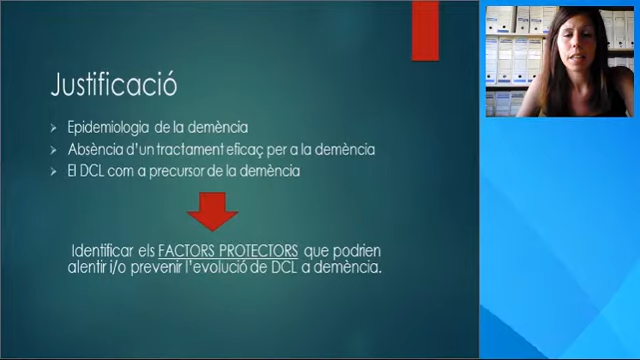 Justificació
Epidemiologia de la demència
Absència d'un tractament eficaç per a la demència
El DCL com a precursor de la demència
Identificar els FACTORS PROTECTORS que podrien
alentir i/o prevenir l'evolució de DCL a demència.